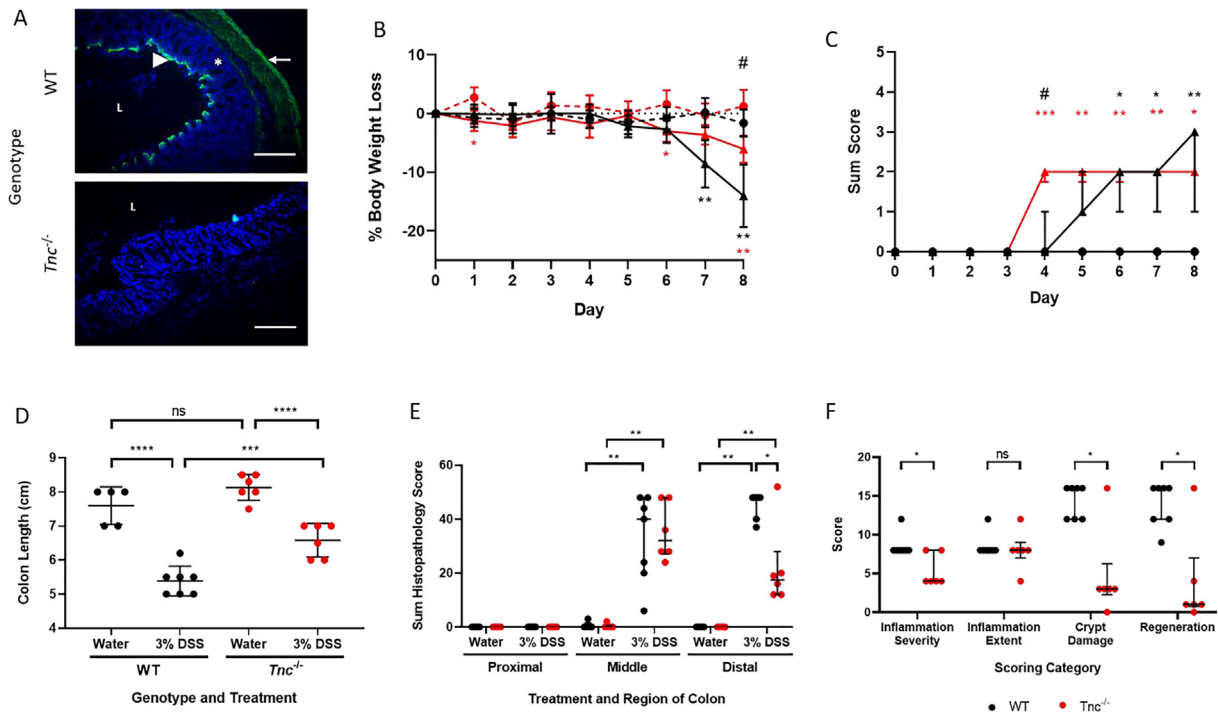 A
WT
L
*
Genotype
Tnc-/-
L
B
% Body Weight Loss
10
0
-10
-20
#
*
*
**
**
**
0 1 2 3 4 5 6 7 8
Day
C
Sum Score
5
4
3
2
1
0
# * * **
*** ** ** ** *
0 1 2 3 4 5 6 7 8
Day
D
ns
****
****
***
Colon Length (cm)
9
8
7
6
5
4
Water 3% DSS Water 3% DSS
WT Tnc-/-
Genotype and Treatment
E
**
**
**
**
*
Sum Histopathology Score
60
40
20
0
Water 3% DSS Water 3% DSS Water 3% DSS
Proximal Middle Distal
Treatment and Region of Colon
F
* ns * *
Score
20
15
10
5
0
Inflammation Severity
Inflammation Extent
Crypt Damage
Regeneration
Scoring Category
WT Tnc-/-